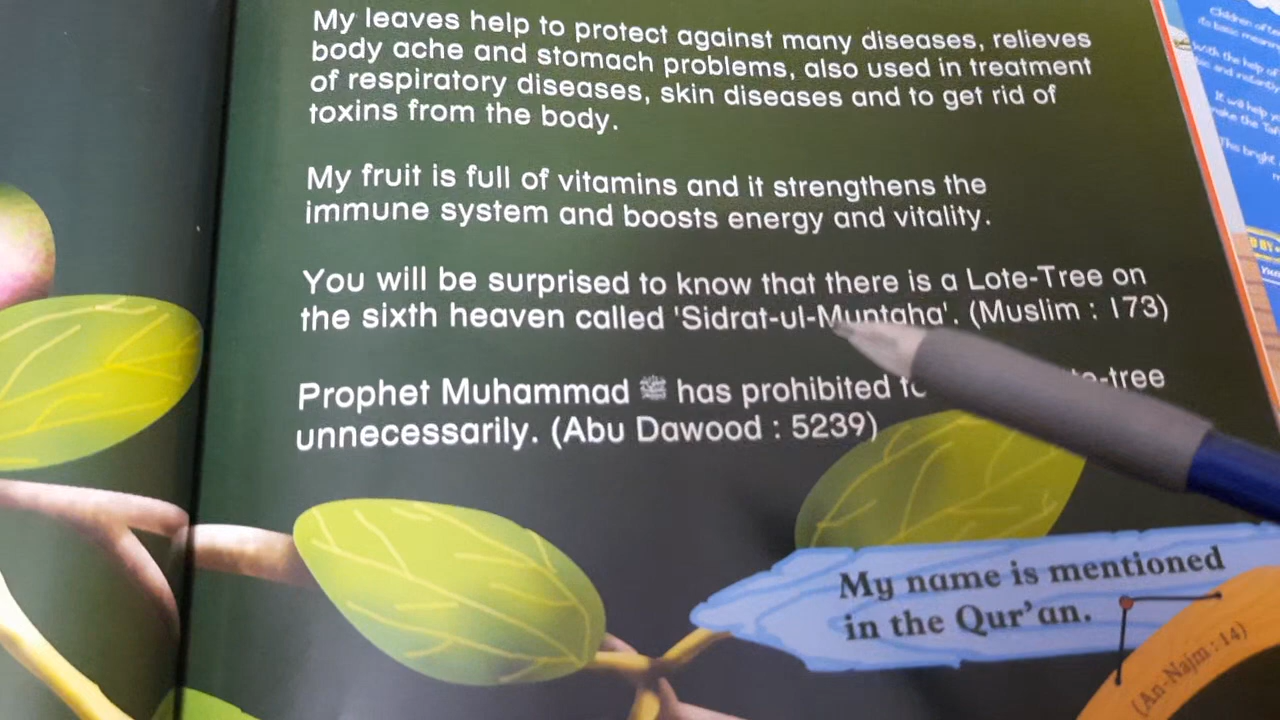 My leaves help to protect against many diseases, relieves
body ache and stomach problems, also used in treatment
of respiratory diseases, skin diseases and to get rid of
toxins from the body.
My fruit is full of vitamins and it strengthens the
immune system and boosts energy and vitality.
You will be surprised to know that there is a Lote-Tree on
the sixth heaven called 'Sidrat-ul-Muntaha'. (Muslim : 173)
Prophet Muhammad ﷺ has prohibited -tree
unnecessarily. (Abu Dawood : 5239)
My name is mentioned
in the Qur'an.
(An-Najm : 14)